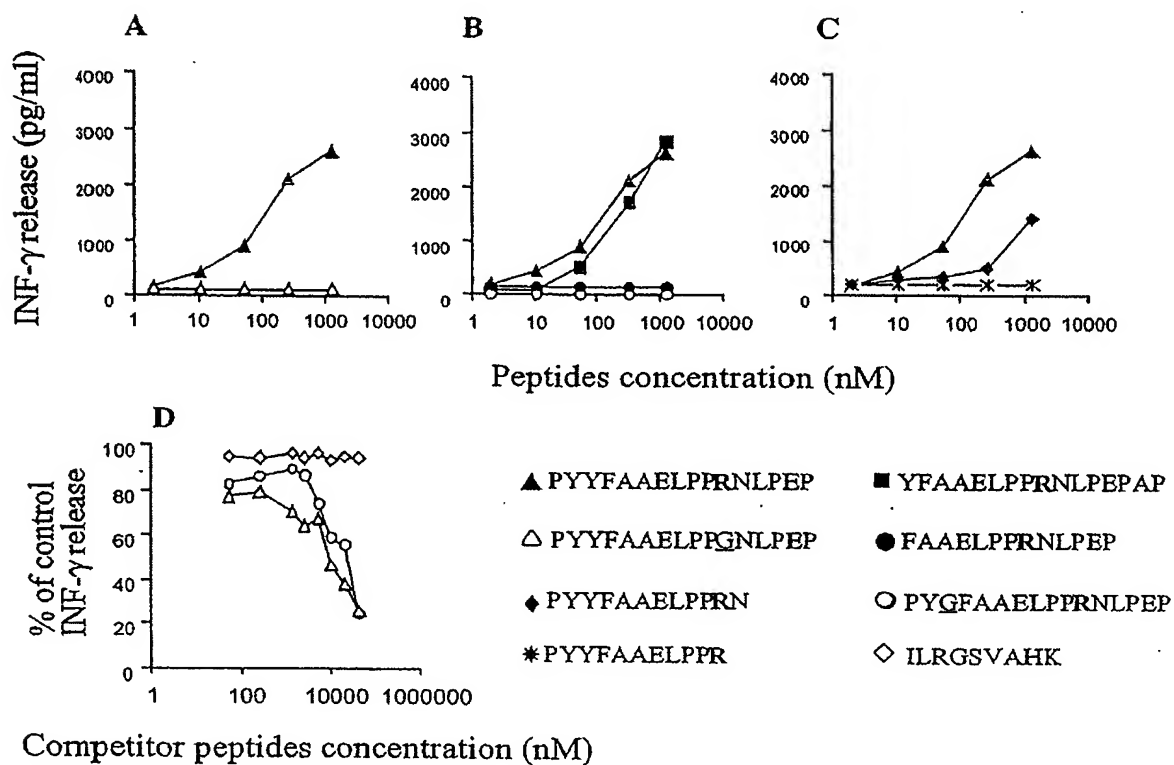 A B C
INF-γ release (pg/ml)
4000 4000 4000
3000 3000 3000
2000 2000 2000
1000 1000 1000
0 0 0
1 10 100 1000 10000 1 10 100 1000 10000 1 10 100 1000 10000
Peptides concentration (nM)
D
% of control
INF-γ release
100
80
60
40
20
0
1 100 10000 1000000
Competitor peptides concentration (nM)
▲ PYYFAAELPPRNLPEP ■ YFAAELPPRNLPEPAP
△ PYYFAAELPPGNLPEP ● FAAELPPRNLPEP
◆ PYYFAAELPPRN ○ PYGFAAELPPRNLPEP
✳ PYYFAAELPPR ◇ ILRGSVAHK